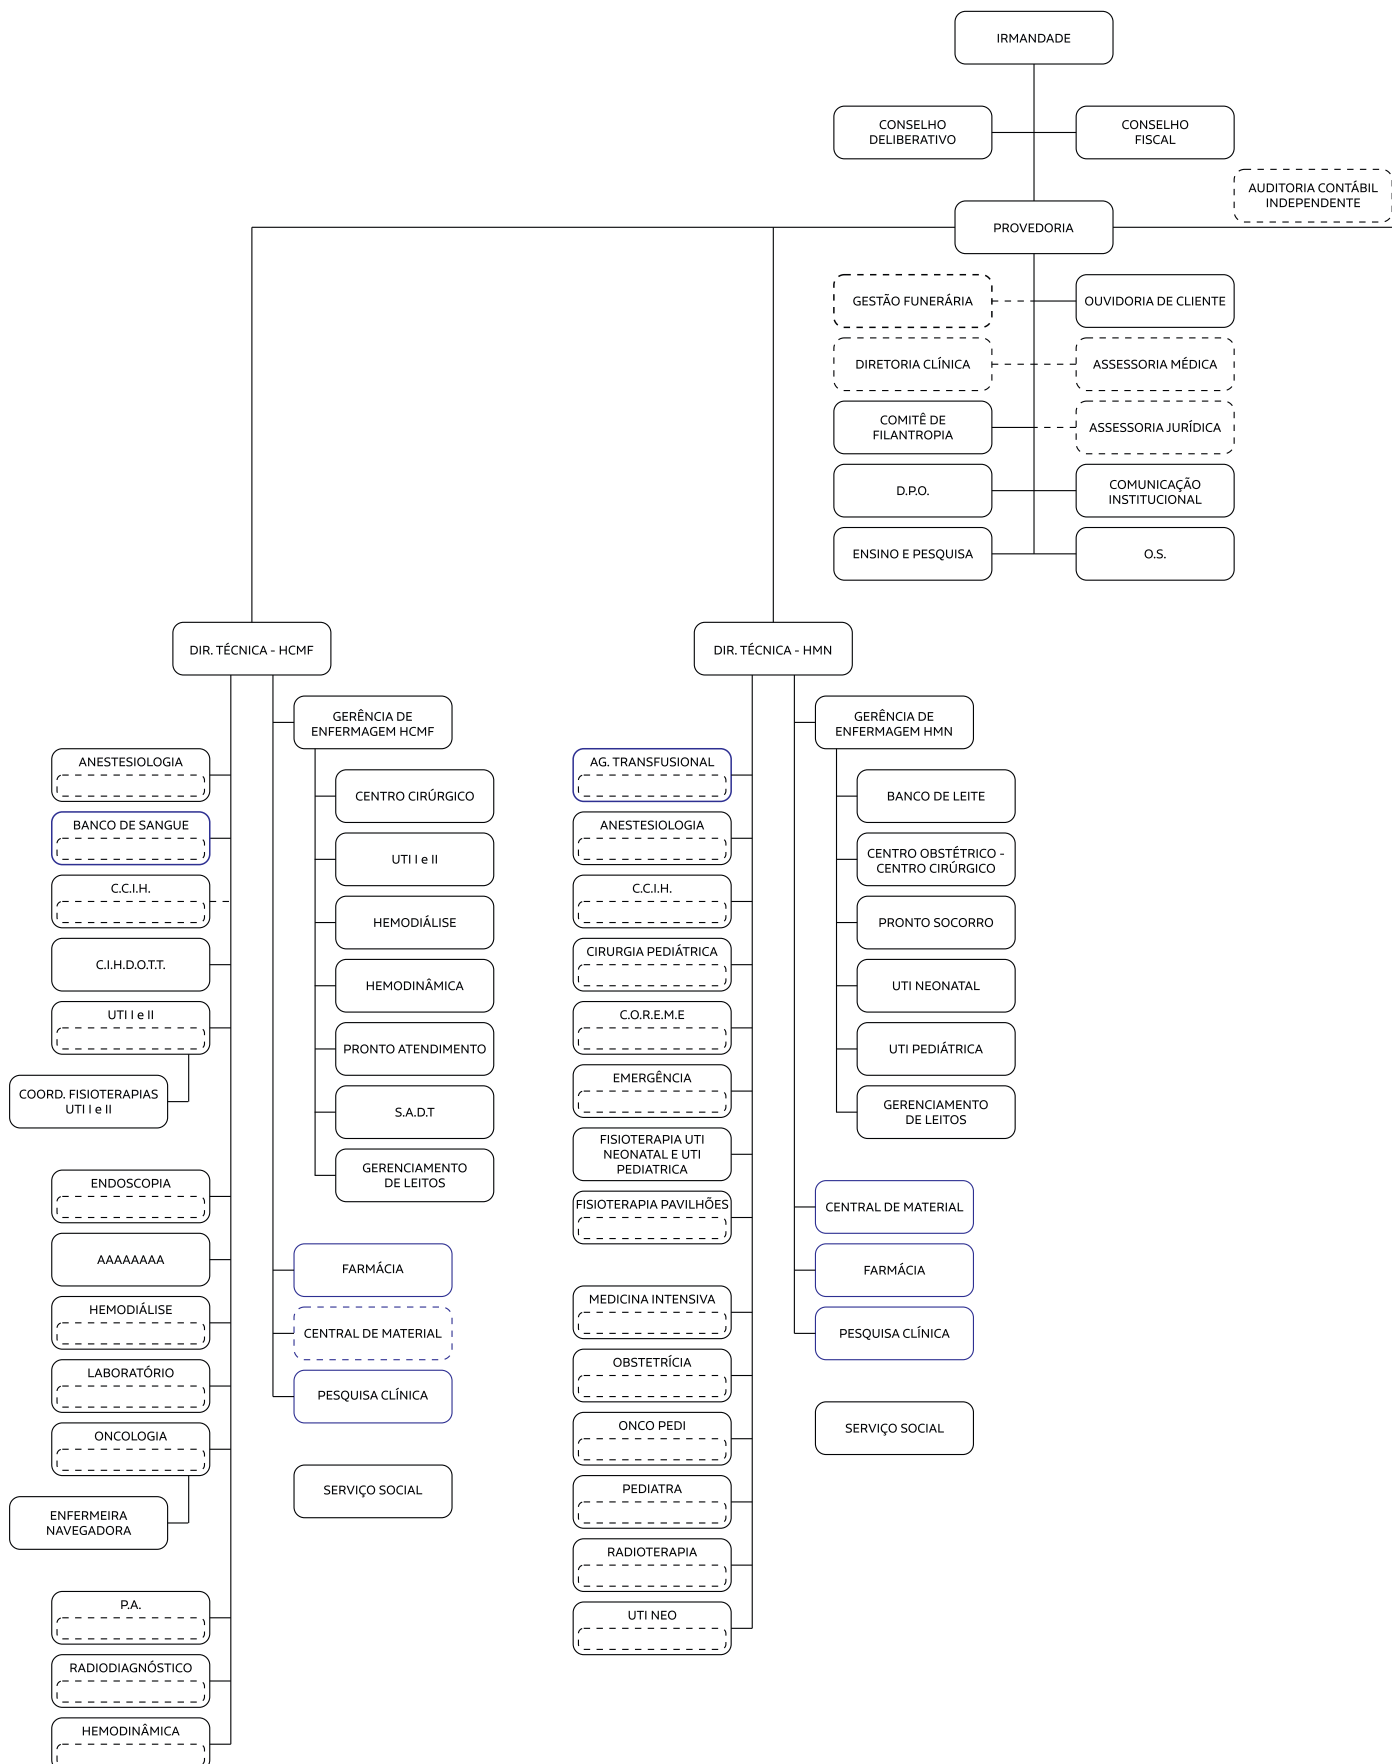 IRMANDADE
CONSELHO
DELIBERATIVO
CONSELHO
FISCAL
AUDITORIA CONTÁBIL
INDEPENDENTE
PROVEDORIA
GESTÃO FUNERÁRIA
OUVIDORIA DE CLIENTE
DIRETORIA CLÍNICA
ASSESSORIA MÉDICA
COMITÊ DE
FILANTROPIA
ASSESSORIA JURÍDICA
D.P.O.
COMUNICAÇÃO
INSTITUCIONAL
ENSINO E PESQUISA
O.S.
DIR. TÉCNICA - HCMF
GERÊNCIA DE
ENFERMAGEM HCMF
ANESTESIOLOGIA
BANCO DE SANGUE
C.C.I.H.
C.I.H.D.O.T.T.
UTI I e II
COORD. FISIOTERAPIAS
UTI I e II
ENDOSCOPIA
AAAAAAAA
HEMODIÁLISE
LABORATÓRIO
ONCOLOGIA
ENFERMEIRA
NAVEGADORA
P.A.
RADIODIAGNÓSTICO
HEMODINÂMICA
CENTRO CIRÚRGICO
UTI I e II
HEMODIÁLISE
HEMODINÂMICA
PRONTO ATENDIMENTO
S.A.D.T
GERENCIAMENTO
DE LEITOS
FARMÁCIA
CENTRAL DE MATERIAL
PESQUISA CLÍNICA
SERVIÇO SOCIAL
DIR. TÉCNICA - HMN
GERÊNCIA DE
ENFERMAGEM HMN
AG. TRANSFUSIONAL
ANESTESIOLOGIA
C.C.I.H.
CIRURGIA PEDIÁTRICA
C.O.R.E.M.E
EMERGÊNCIA
FISIOTERAPIA UTI
NEONATAL E UTI
PEDIATRICA
FISIOTERAPIA PAVILHÕES
MEDICINA INTENSIVA
OBSTETRÍCIA
ONCO PEDI
PEDIATRA
RADIOTERAPIA
UTI NEO
BANCO DE LEITE
CENTRO OBSTÉTRICO -
CENTRO CIRÚRGICO
PRONTO SOCORRO
UTI NEONATAL
UTI PEDIÁTRICA
GERENCIAMENTO
DE LEITOS
CENTRAL DE MATERIAL
FARMÁCIA
PESQUISA CLÍNICA
SERVIÇO SOCIAL